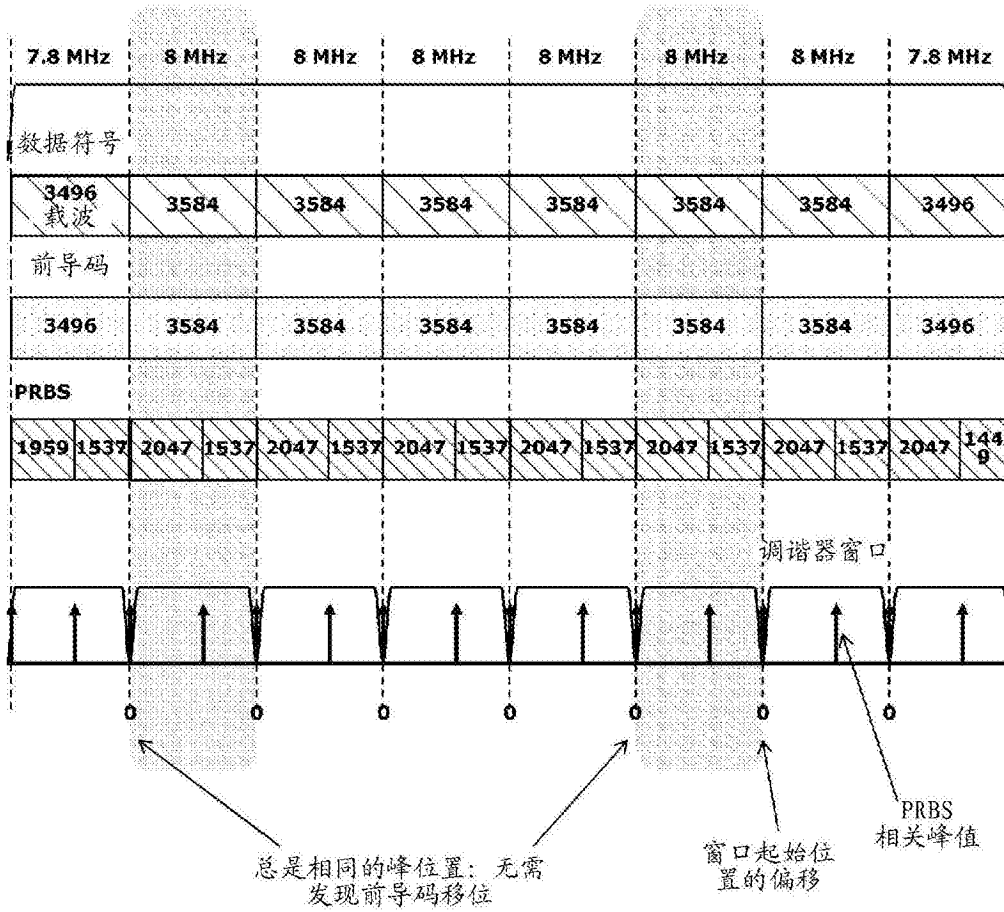 7.8 MHz 8 MHz 8 MHz 8 MHz 8 MHz 8 MHz 8 MHz 7.8 MHz
数据符号
3496 载波 3584 3584 3584 3584 3584 3584 3496
前导码
3496 3584 3584 3584 3584 3584 3584 3496
PRBS
1959 1537 2047 1537 2047 1537 2047 1537 2047 1537 2047 1537 2047 1537 2047 1449
调谐器窗口
0 0 0 0 0 0 0
总是相同的峰位置：无需
发现前导码移位
窗口起始位
置的偏移
PRBS
相关峰值